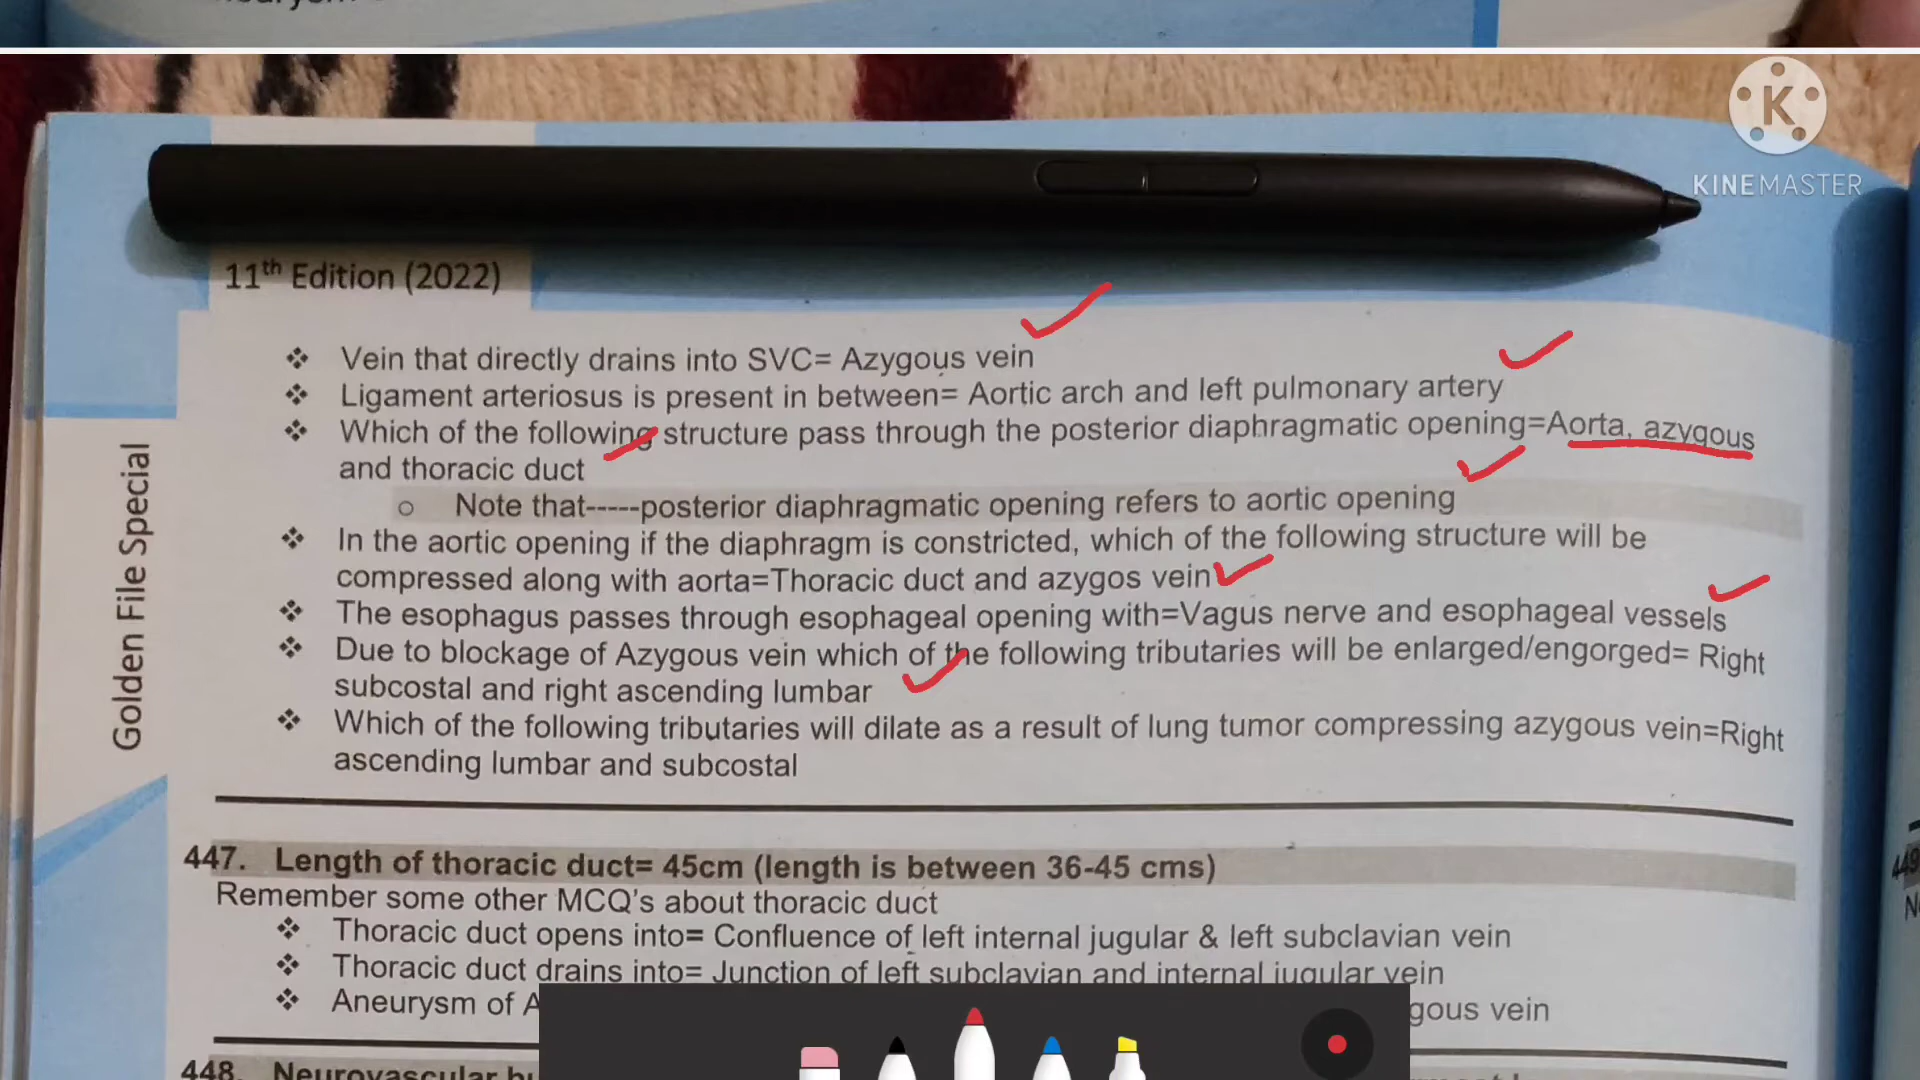 K
KINEMASTER
11th Edition (2022)
Golden File Special
❖ Vein that directly drains into SVC= Azygous vein
❖ Ligament arteriosus is present in between= Aortic arch and left pulmonary artery
❖ Which of the following structure pass through the posterior diaphragmatic opening=Aorta, azygous
and thoracic duct
o Note that-----posterior diaphragmatic opening refers to aortic opening
❖ In the aortic opening if the diaphragm is constricted, which of the following structure will be
compressed along with aorta=Thoracic duct and azygos vein
❖ The esophagus passes through esophageal opening with=Vagus nerve and esophageal vessels
❖ Due to blockage of Azygous vein which of the following tributaries will be enlarged/engorged= Right
subcostal and right ascending lumbar
❖ Which of the following tributaries will dilate as a result of lung tumor compressing azygous vein=Right
ascending lumbar and subcostal
447. Length of thoracic duct= 45cm (length is between 36-45 cms)
Remember some other MCQ's about thoracic duct
❖ Thoracic duct opens into= Confluence of left internal jugular & left subclavian vein
❖ Thoracic duct drains into= Junction of left subclavian and internal jugular vein
❖ Aneurysm of A gous vein
448. Neurovascular
449